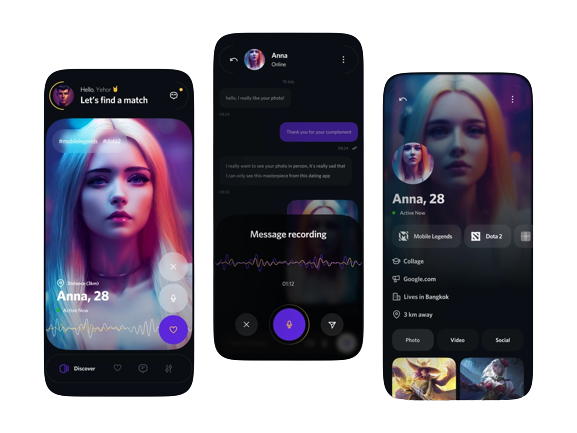 Hello, Yehor
Let's find a match
#mobilelegends #dota2
Distance (3km)
Anna, 28
Active Now
Discover
Anna
Online
hello, I really like your photo!
Thank you for your complement
I really want to see your photo in person, it's really sad that
I can only see this masterpiece from this dating app
Message recording
01:12
Anna, 28
Active Now
Mobile Legends
Dota 2
Collage
Google.com
Lives in Bangkok
3 km away
Photo
Video
Social